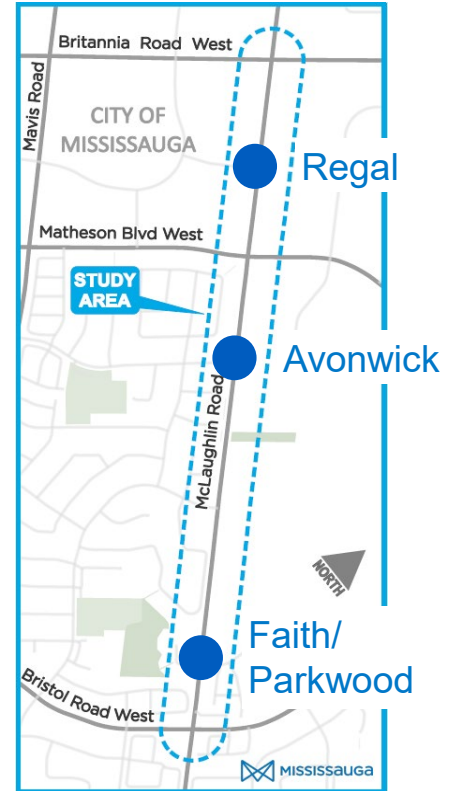 Britannia Road West
Mavis Road
CITY OF
MISSISSAUGA
Regal
Matheson Blvd West
STUDY
AREA
Avonwick
McLaughlin Road
NORTH
Faith/
Parkwood
Bristol Road West
MISSISSAUGA